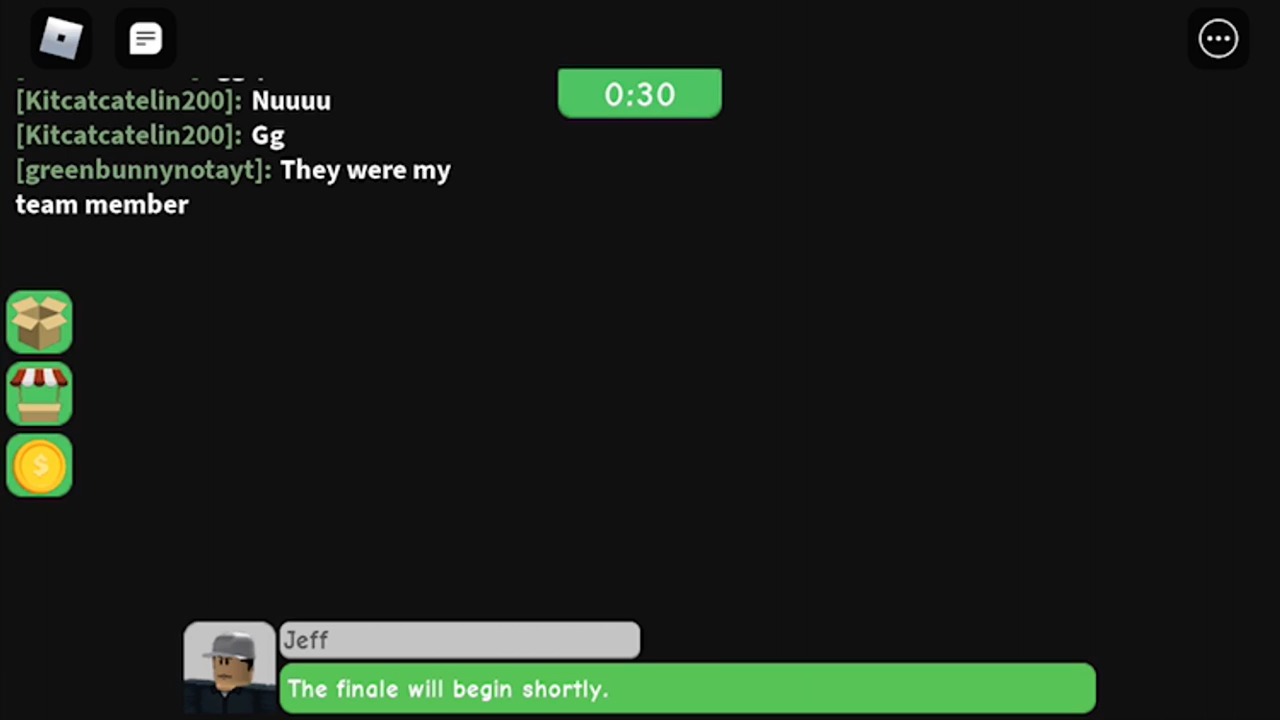 0:30
[Kitcatcatelin200]: Nuuuu
[Kitcatcatelin200]: Gg
[greenbunnynotayt]: They were my
team member
Jeff
The finale will begin shortly.